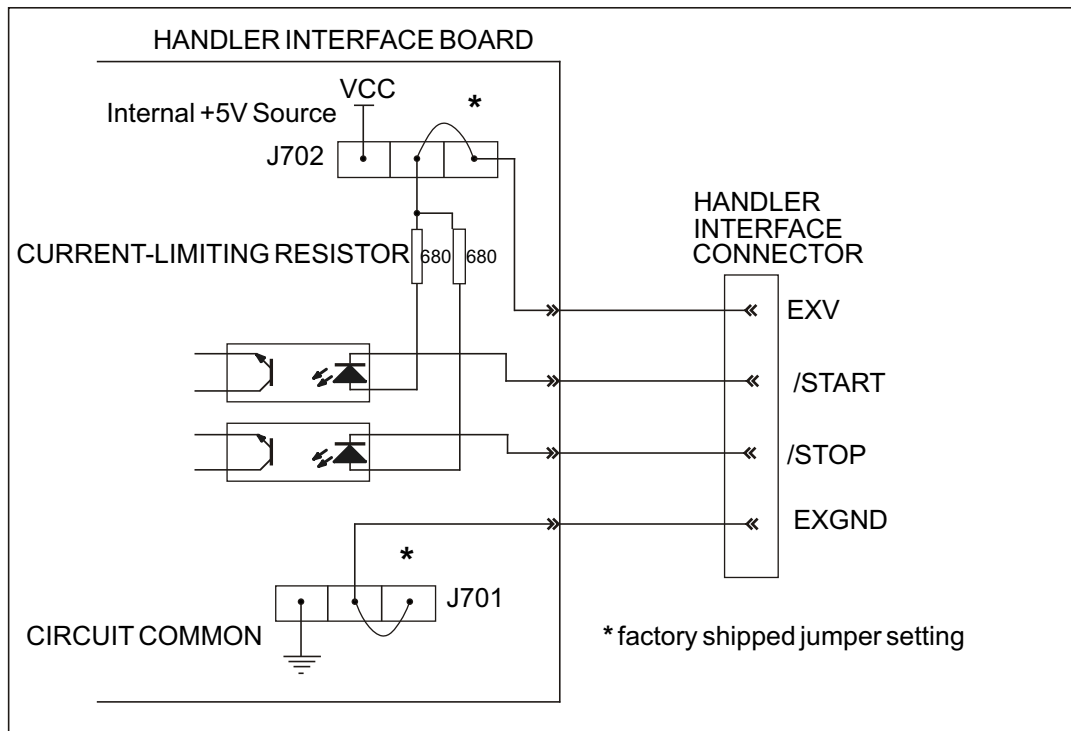 HANDLER INTERFACE BOARD
VCC
*
Internal +5V Source
J702
HANDLER
INTERFACE
CONNECTOR
CURRENT-LIMITING RESISTOR
680
680
EXV
/START
/STOP
EXGND
*
J701
CIRCUIT COMMON
* factory shipped jumper setting